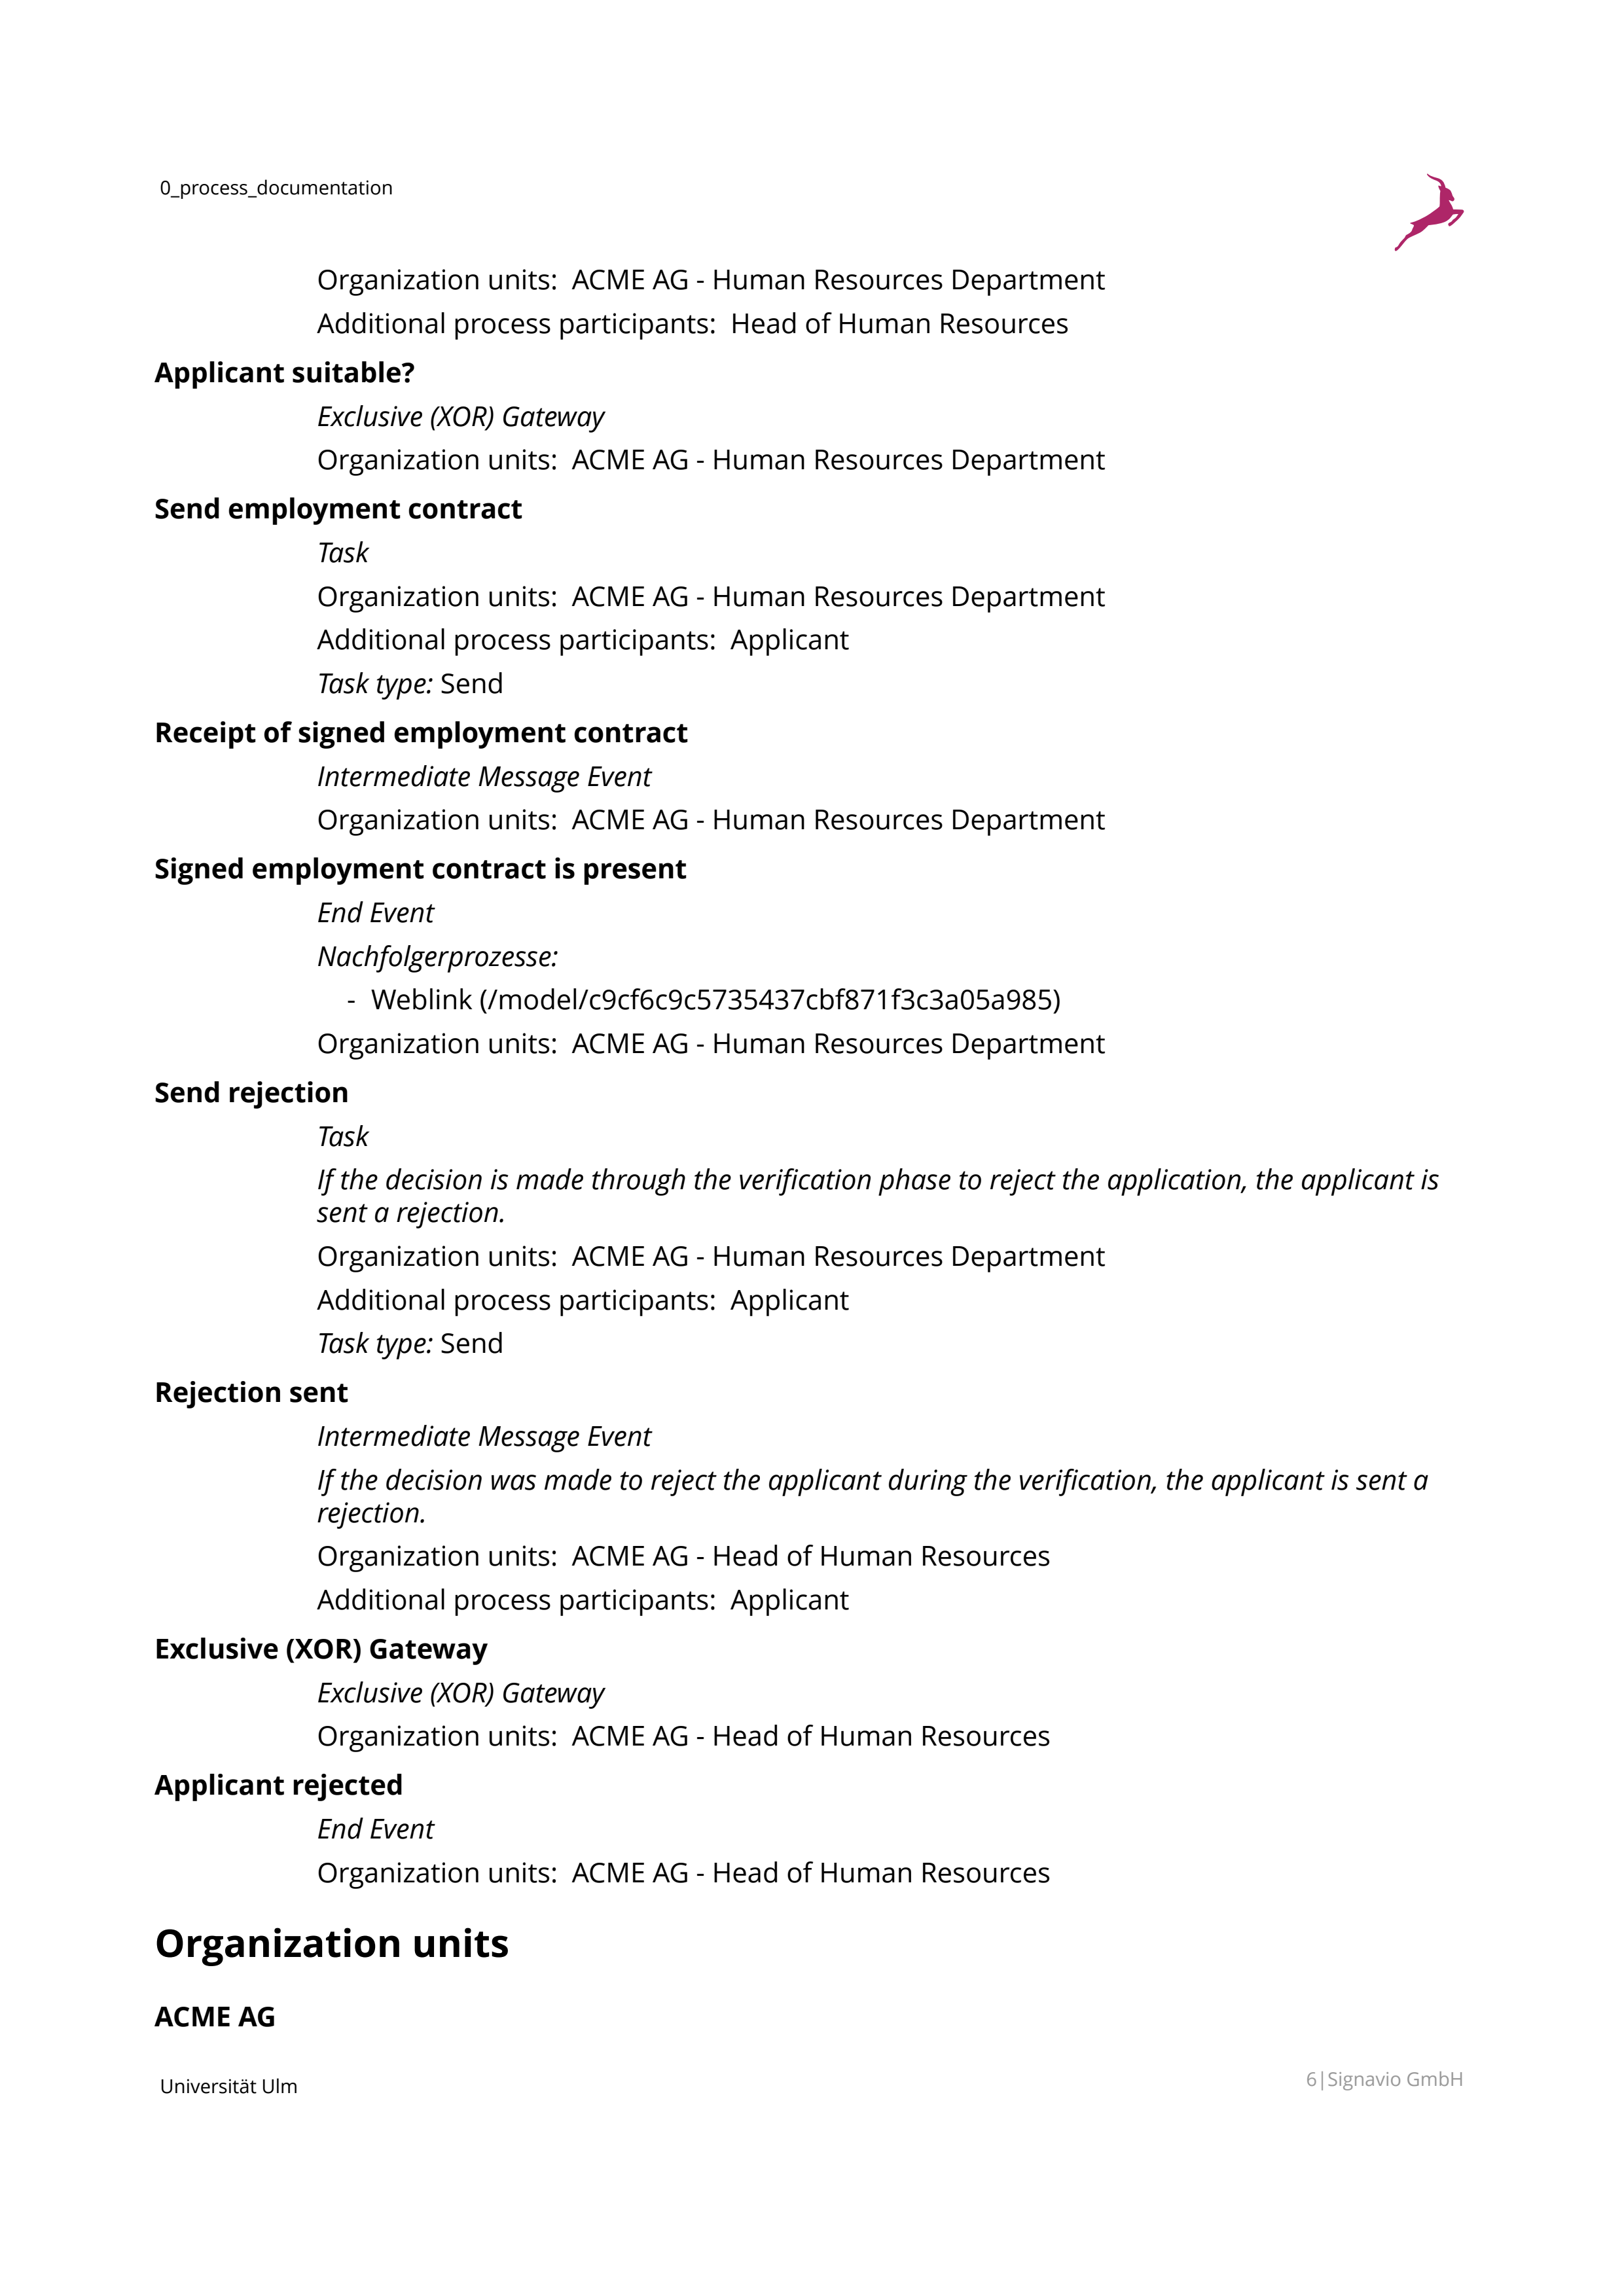 0_process_documentation
Organization units: ACME AG - Human Resources Department
Additional process participants: Head of Human Resources
Applicant suitable?
Exclusive (XOR) Gateway
Organization units: ACME AG - Human Resources Department
Send employment contract
Task
Organization units: ACME AG - Human Resources Department
Additional process participants: Applicant
Task type: Send
Receipt of signed employment contract
Intermediate Message Event
Organization units: ACME AG - Human Resources Department
Signed employment contract is present
End Event
Nachfolgerprozesse:
- Weblink (/model/c9cf6c9c5735437cbf871f3c3a05a985)
Organization units: ACME AG - Human Resources Department
Send rejection
Task
If the decision is made through the verification phase to reject the application, the applicant is
sent a rejection.
Organization units: ACME AG - Human Resources Department
Additional process participants: Applicant
Task type: Send
Rejection sent
Intermediate Message Event
If the decision was made to reject the applicant during the verification, the applicant is sent a
rejection.
Organization units: ACME AG - Head of Human Resources
Additional process participants: Applicant
Exclusive (XOR) Gateway
Exclusive (XOR) Gateway
Organization units: ACME AG - Head of Human Resources
Applicant rejected
End Event
Organization units: ACME AG - Head of Human Resources
Organization units
ACME AG
Universität Ulm
6|Signavio GmbH